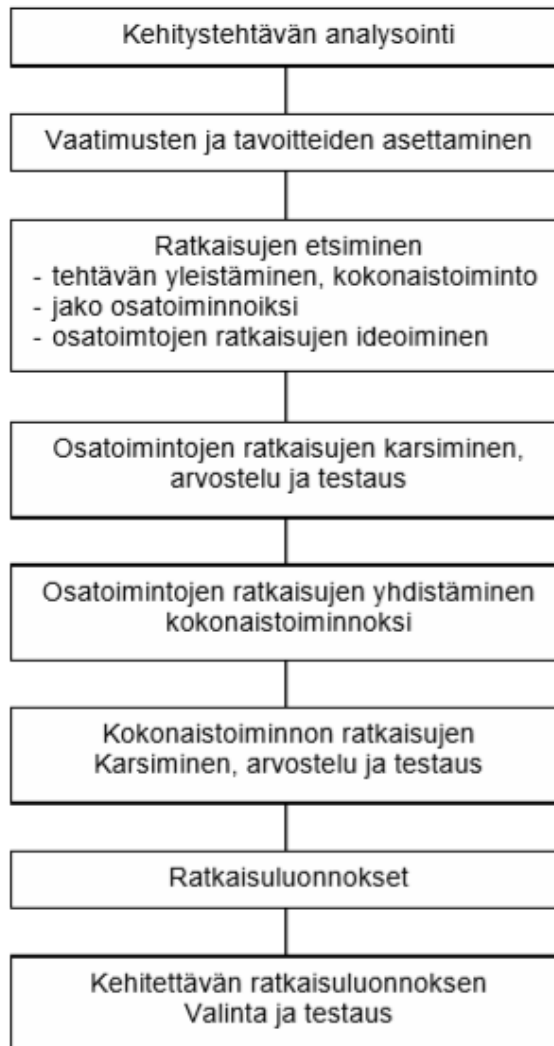 Kehitystehtävän analysointi
Vaatimusten ja tavoitteiden asettaminen
Ratkaisujen etsiminen
- tehtävän yleistäminen, kokonaistoiminto
- jako osatoiminnoiksi
- osatoimtojen ratkaisujen ideoiminen
Osatoimintojen ratkaisujen karsiminen,
arvostelu ja testaus
Osatoimintojen ratkaisujen yhdistäminen
kokonaistoiminnoksi
Kokonaistoiminnon ratkaisujen
Karsiminen, arvostelu ja testaus
Ratkaisuluonnokset
Kehitettävän ratkaisuluonnoksen
Valinta ja testaus